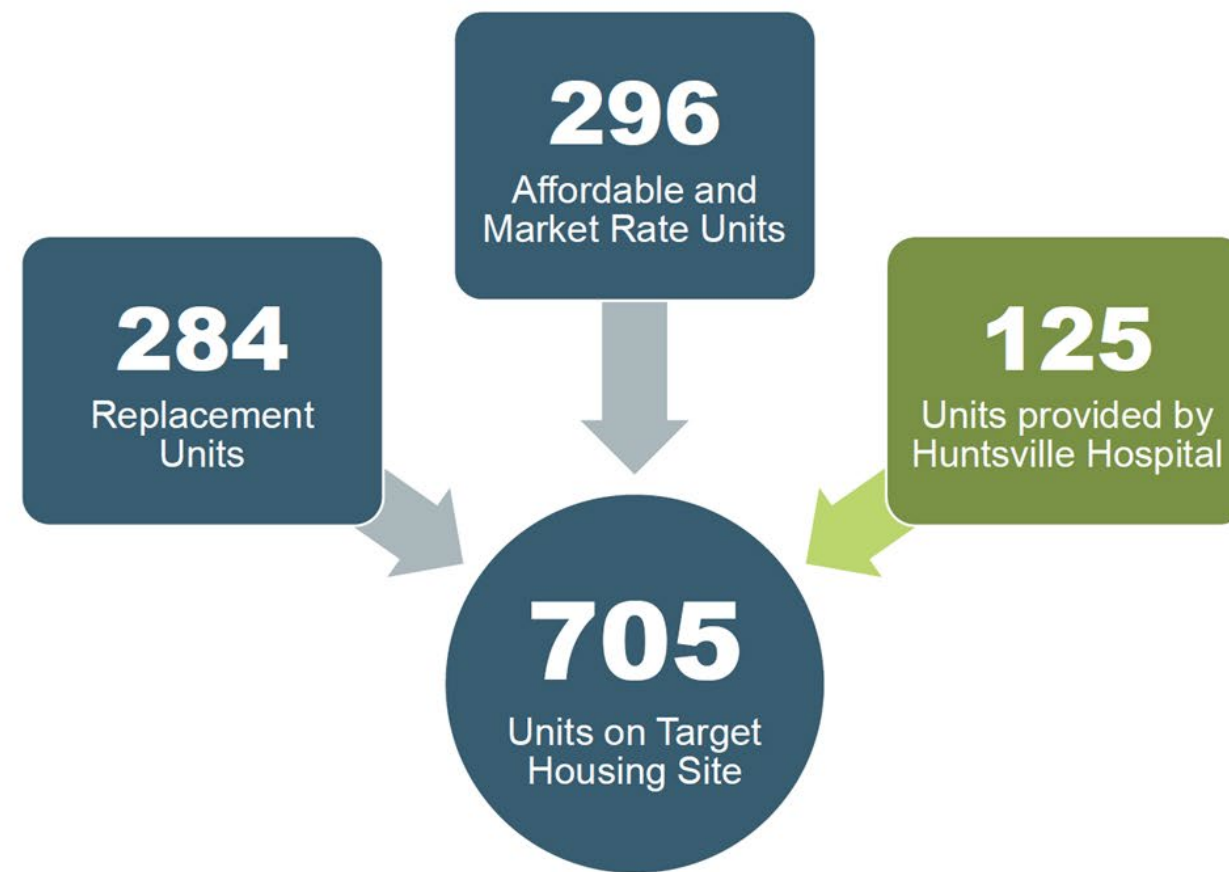 296
Affordable and
Market Rate Units
284
Replacement
Units
125
Units provided by
Huntsville Hospital
705
Units on Target
Housing Site